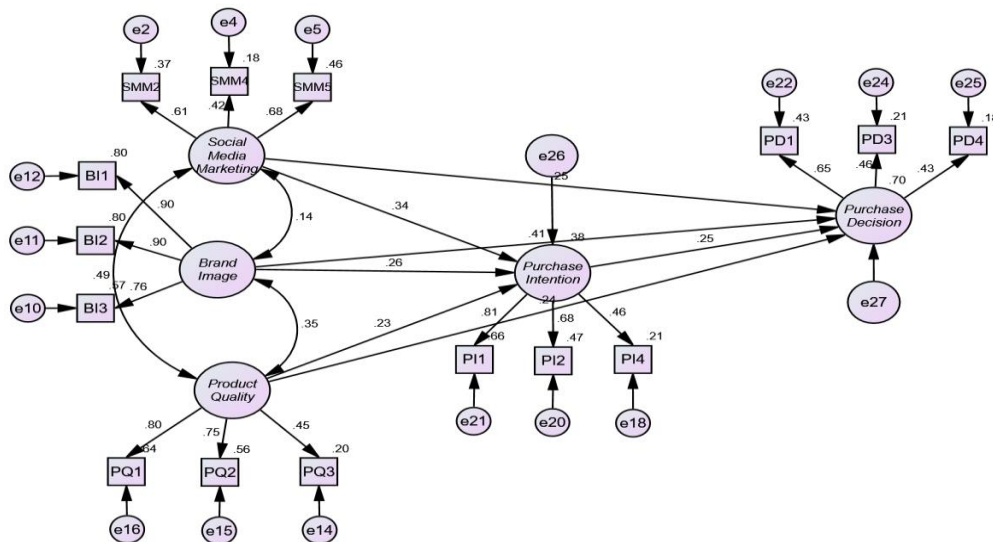 e2
e4
e5
.37
.18
.46
SMM2
SMM4
SMM5
.61
.42
.68
Social
Media
Marketing
e12
BI1
.80
e11
BI2
.80
e10
BI3
.57
.90
.90
.76
Brand
Image
.49
.14
.35
Product
Quality
.80
.75
.45
.64
.56
.20
PQ1
PQ2
PQ3
e16
e15
e14
.34
.26
.23
.25
.41
.38
.25
.24
e26
Purchase
Intention
.81
.68
.46
.66
.47
.21
PI1
PI2
PI4
e21
e20
e18
e22
e24
e25
.43
.21
PD1
PD3
PD4
.65
.46
.43
.70
Purchase
Decision
e27